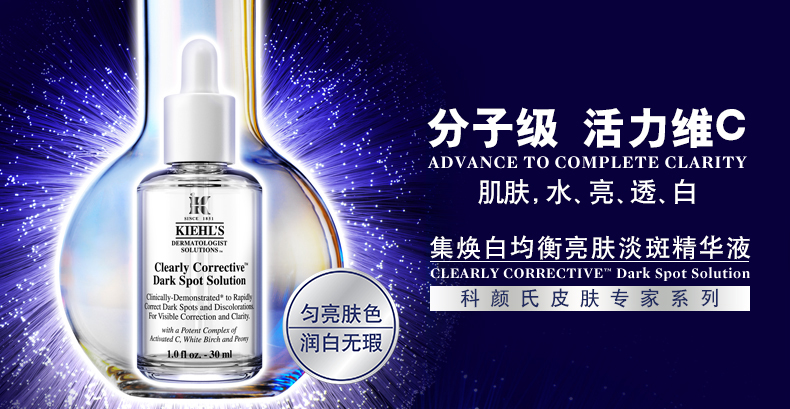 SINCE 1851
KIEHL'S
DERMATOLOGIST
SOLUTIONS™
Clearly Corrective™
Dark Spot Solution
Clinically-Demonstrated* to Rapidly
Correct Dark Spots and Discolorations.
For Visible Correction and Clarity.
with a Potent Complex of
Activated C, White Birch and Peony
1.0 fl. oz. - 30 ml
匀亮肤色
润白无瑕
分子级 活力维C
ADVANCE TO COMPLETE CLARITY
肌肤,水、亮、透、白
集焕白均衡亮肤淡斑精华液
CLEARLY CORRECTIVE™ Dark Spot Solution
科颜氏皮肤专家系列